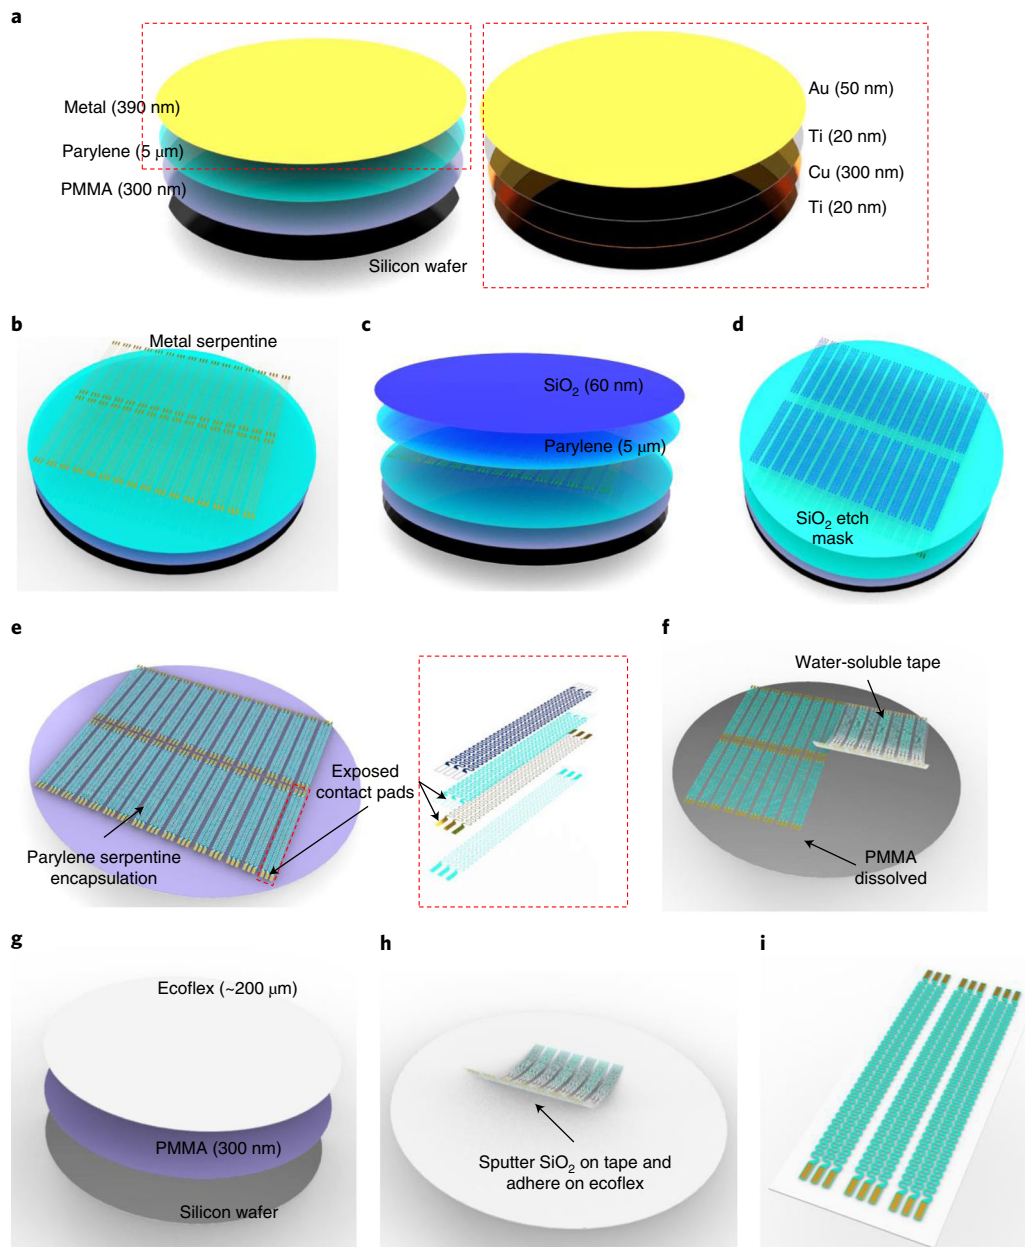 a
Metal (390 nm)
Parylene (5 μm)
PMMA (300 nm)
Silicon wafer
Au (50 nm)
Ti (20 nm)
Cu (300 nm)
Ti (20 nm)
b
Metal serpentine
c
SiO₂ (60 nm)
Parylene (5 μm)
d
SiO₂ etch
mask
e
Exposed
contact pads
Parylene serpentine
encapsulation
f
Water-soluble tape
PMMA
dissolved
g
Ecoflex (~200 μm)
PMMA (300 nm)
Silicon wafer
h
Sputter SiO₂ on tape and
adhere on ecoflex
i